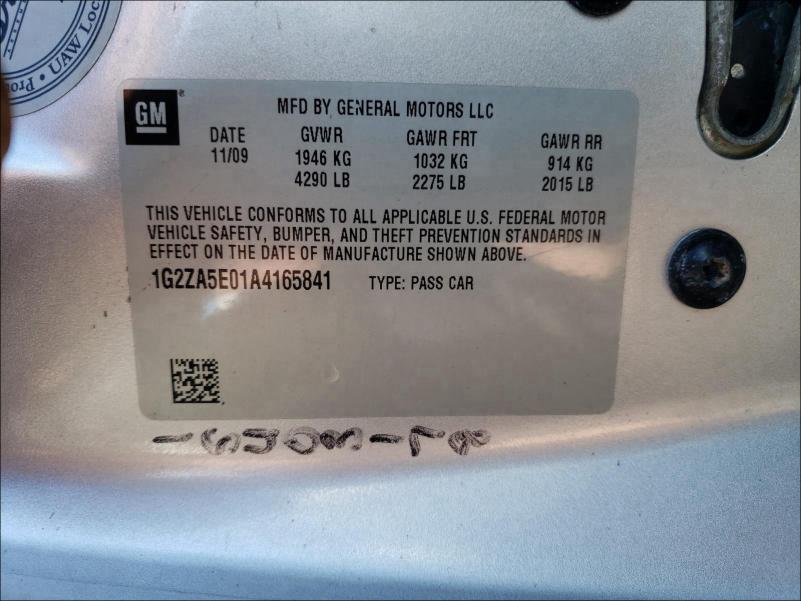 UAW Loc
GM
MFD BY GENERAL MOTORS LLC
DATE GVWR GAWR FRT GAWR RR
11/09 1946 KG 1032 KG 914 KG
4290 LB 2275 LB 2015 LB
THIS VEHICLE CONFORMS TO ALL APPLICABLE U.S. FEDERAL MOTOR
VEHICLE SAFETY, BUMPER, AND THEFT PREVENTION STANDARDS IN
EFFECT ON THE DATE OF MANUFACTURE SHOWN ABOVE.
1G2ZA5E01A4165841 TYPE: PASS CAR